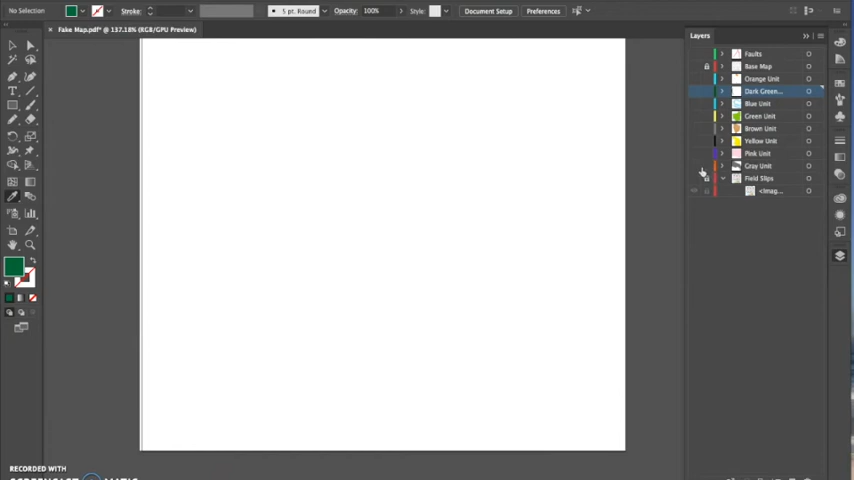 No Selection Stroke: 5 pt. Round Opacity: 100% Style: Document Setup Preferences
× Fake Map.pdf* @ 137.18% (RGB/GPU Preview)
Layers
Faults
Base Map
Orange Unit
Dark Green...
Blue Unit
Green Unit
Brown Unit
Yellow Unit
Pink Unit
Gray Unit
Field Slips
<Imag...
RECORDED WITH